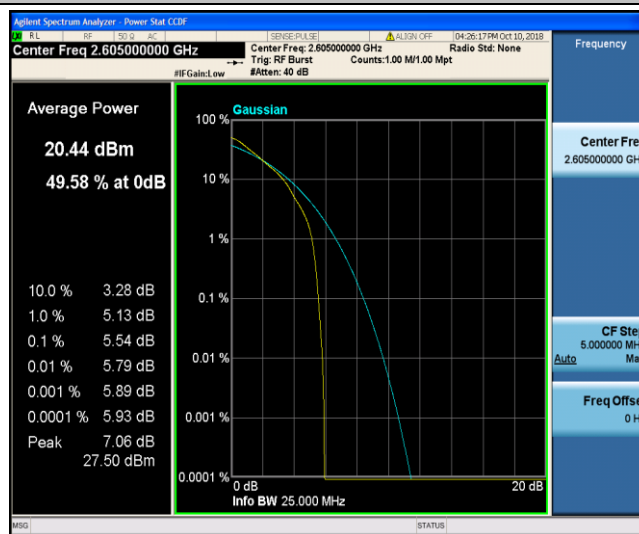 Agilent Spectrum Analyzer - Power Stat CCDF
RL RF 50 Ω AC SENSE:PULSE ALIGN OFF 04:26:17 PM Oct 10, 2018
Center Freq 2.605000000 GHz
Center Freq: 2.605000000 GHz Radio Std: None
Trig: RF Burst Counts:1.00 M/1.00 Mpt
#IFGain:Low #Atten: 40 dB
Frequency
Average Power
20.44 dBm
49.58 % at 0dB
10.0 % 3.28 dB
1.0 % 5.13 dB
0.1 % 5.54 dB
0.01 % 5.79 dB
0.001 % 5.89 dB
0.0001 % 5.93 dB
Peak 7.06 dB
27.50 dBm
Gaussian
100 %
10 %
1 %
0.1 %
0.01 %
0.001 %
0.0001 %
0 dB 20 dB
Info BW 25.000 MHz
Center Fre
2.605000000 GH
CF Ste
5.000000 MH
Auto Ma
Freq Offse
0 H
MSG STATUS